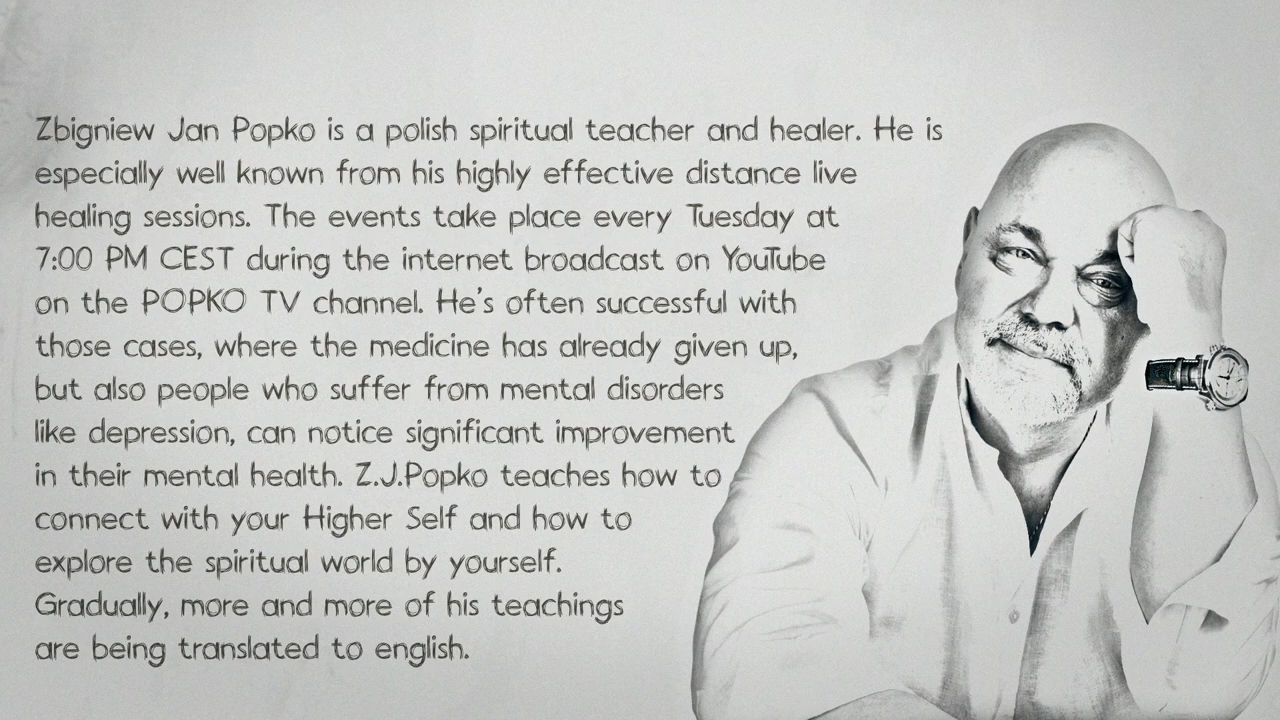 Zbigniew Jan Popko is a polish spiritual teacher and healer. He is
especially well known from his highly effective distance live
healing sessions. The events take place every Tuesday at
7:00 PM CEST during the internet broadcast on YouTube
on the POPKO TV channel. He's often successful with
those cases, where the medicine has already given up,
but also people who suffer from mental disorders
like depression, can notice significant improvement
in their mental health. Z.J.Popko teaches how to
connect with your Higher Self and how to
explore the spiritual world by yourself.
Gradually, more and more of his teachings
are being translated to english.